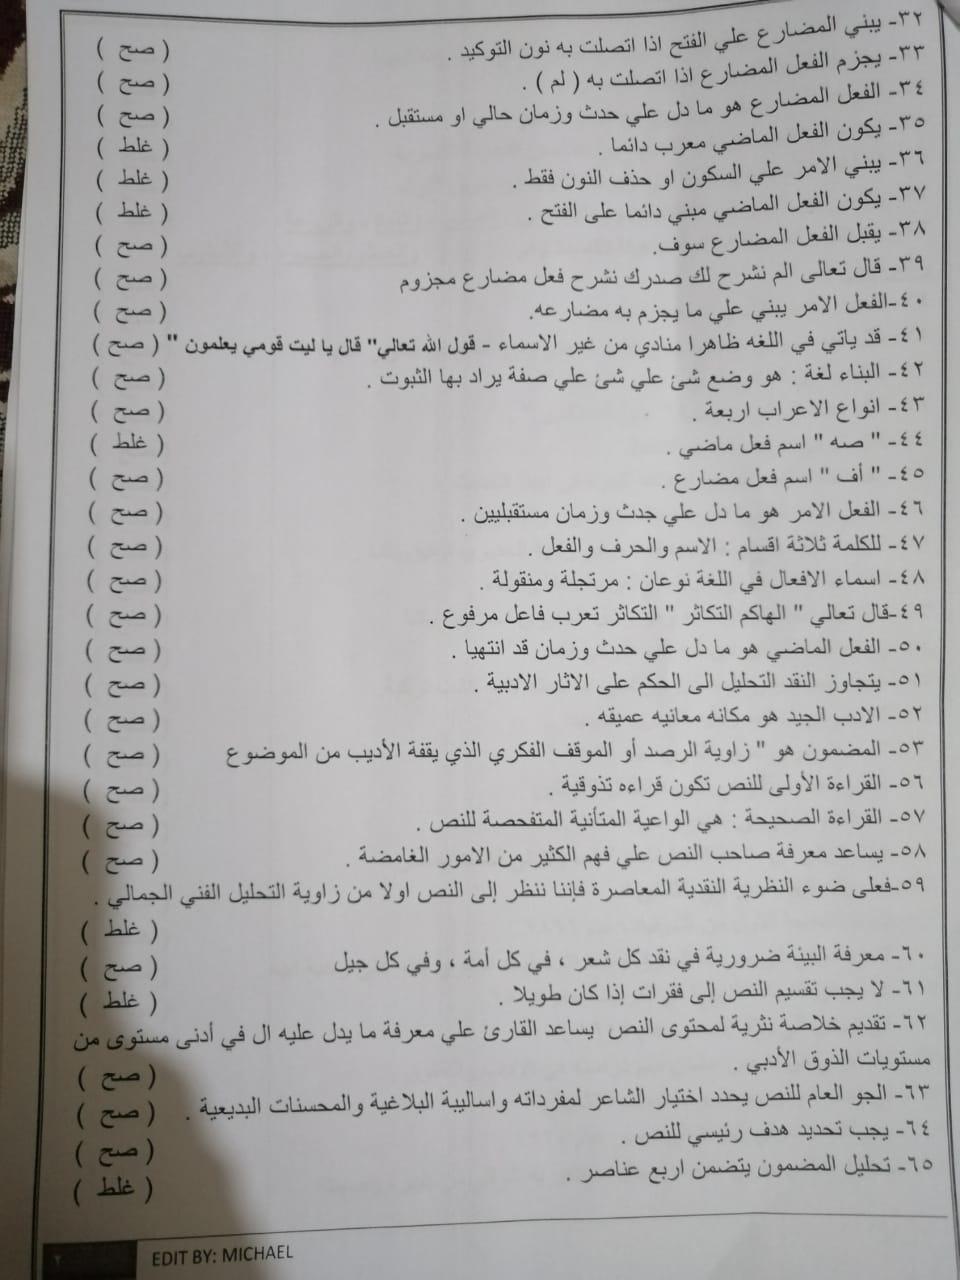 ٣٢- يبني المضارع علي الفتح اذا اتصلت به نون التوكيد . ( صح )
٣٣- يجزم الفعل المضارع اذا اتصلت به ( لم ) . ( صح )
٣٤- الفعل المضارع هو ما دل علي حدث وزمان حالي او مستقبل . ( صح )
٣٥- يكون الفعل الماضي معرب دائما . ( غلط )
٣٦- يبني الامر علي السكون او حذف النون فقط . ( غلط )
٣٧- يكون الفعل الماضي مبني دائما على الفتح . ( غلط )
٣٨- يقبل الفعل المضارع سوف. ( صح )
٣٩- قال تعالى الم نشرح لك صدرك نشرح فعل مضارع مجزوم ( صح )
٤٠-الفعل الامر يبني علي ما يجزم به مضارعه. ( صح )
٤١- قد ياتي في اللغه ظاهرا منادي من غير الاسماء - قول الله تعالي" قال يا ليت قومي يعلمون " ( صح )
٤٢- البناء لغة : هو وضع شئ علي شئ علي صفة يراد بها الثبوت . ( صح )
٤٣- انواع الاعراب اربعة . ( صح )
٤٤- " صه " اسم فعل ماضي . ( غلط )
٤٥- " أف " اسم فعل مضارع . ( صح )
٤٦- الفعل الامر هو ما دل علي جدث وزمان مستقبليين . ( صح )
٤٧- للكلمة ثلاثة اقسام : الاسم والحرف والفعل . ( صح )
٤٨- اسماء الافعال في اللغة نوعان : مرتجلة ومنقولة . ( صح )
٤٩-قال تعالي " الهاكم التكاثر " التكاثر تعرب فاعل مرفوع . ( صح )
٥٠- الفعل الماضي هو ما دل علي حدث وزمان قد انتهيا . ( صح )
٥١- يتجاوز النقد التحليل الى الحكم على الاثار الادبية . ( صح )
٥٢- الادب الجيد هو مكانه معانيه عميقه . ( صح )
٥٣- المضمون هو " زاوية الرصد أو الموقف الفكري الذي يقفة الأديب من الموضوع ( صح )
٥٦- القراءة الأولى للنص تكون قراءه تذوقية . ( صح )
٥٧- القراءة الصحيحة : هي الواعية المتأنية المتفحصة للنص . ( صح )
٥٨- يساعد معرفة صاحب النص علي فهم الكثير من الامور الغامضة . ( صح )
٥٩-فعلى ضوء النظرية النقدية المعاصرة فإننا ننظر إلى النص اولا من زاوية التحليل الفني الجمالي .
( غلط )
٦٠- معرفة البيئة ضرورية في نقد كل شعر ، في كل أمة ، وفي كل جيل ( صح )
٦١- لا يجب تقسيم النص إلى فقرات إذا كان طويلا . ( غلط )
٦٢- تقديم خلاصة نثرية لمحتوى النص يساعد القارئ علي معرفة ما يدل عليه ال في أدنى مستوى من
مستويات الذوق الأدبي . ( صح )
٦٣- الجو العام للنص يحدد اختيار الشاعر لمفرداته واساليبة البلاغية والمحسنات البديعية . ( صح )
٦٤- يجب تحديد هدف رئيسي للنص . ( صح )
٦٥- تحليل المضمون يتضمن اربع عناصر . ( غلط )
EDIT BY: MICHAEL
٢